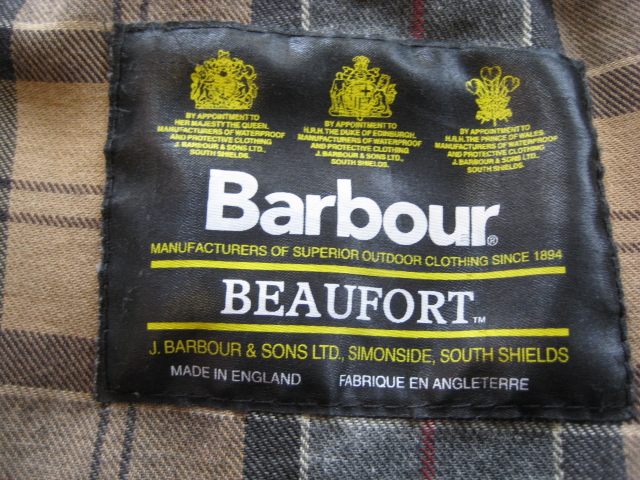 BY APPOINTMENT TO
HER MAJESTY THE QUEEN.
MANUFACTURERS OF WATERPROOF
AND PROTECTIVE CLOTHING
J. BARBOUR & SONS LTD.,
SOUTH SHIELDS.
BY APPOINTMENT TO
H.R.H. THE DUKE OF EDINBURGH.
MANUFACTURERS OF WATERPROOF
AND PROTECTIVE CLOTHING
J. BARBOUR & SONS LTD.,
SOUTH SHIELDS.
BY APPOINTMENT TO
H.R.H. THE PRINCE OF WALES.
MANUFACTURERS OF WATERPROOF
AND PROTECTIVE CLOTHING
J. BARBOUR & SONS LTD.,
SOUTH SHIELDS.
Barbour®
MANUFACTURERS OF SUPERIOR OUTDOOR CLOTHING SINCE 1894
BEAUFORT™
J. BARBOUR & SONS LTD., SIMONSIDE, SOUTH SHIELDS
MADE IN ENGLAND FABRIQUE EN ANGLETERRE